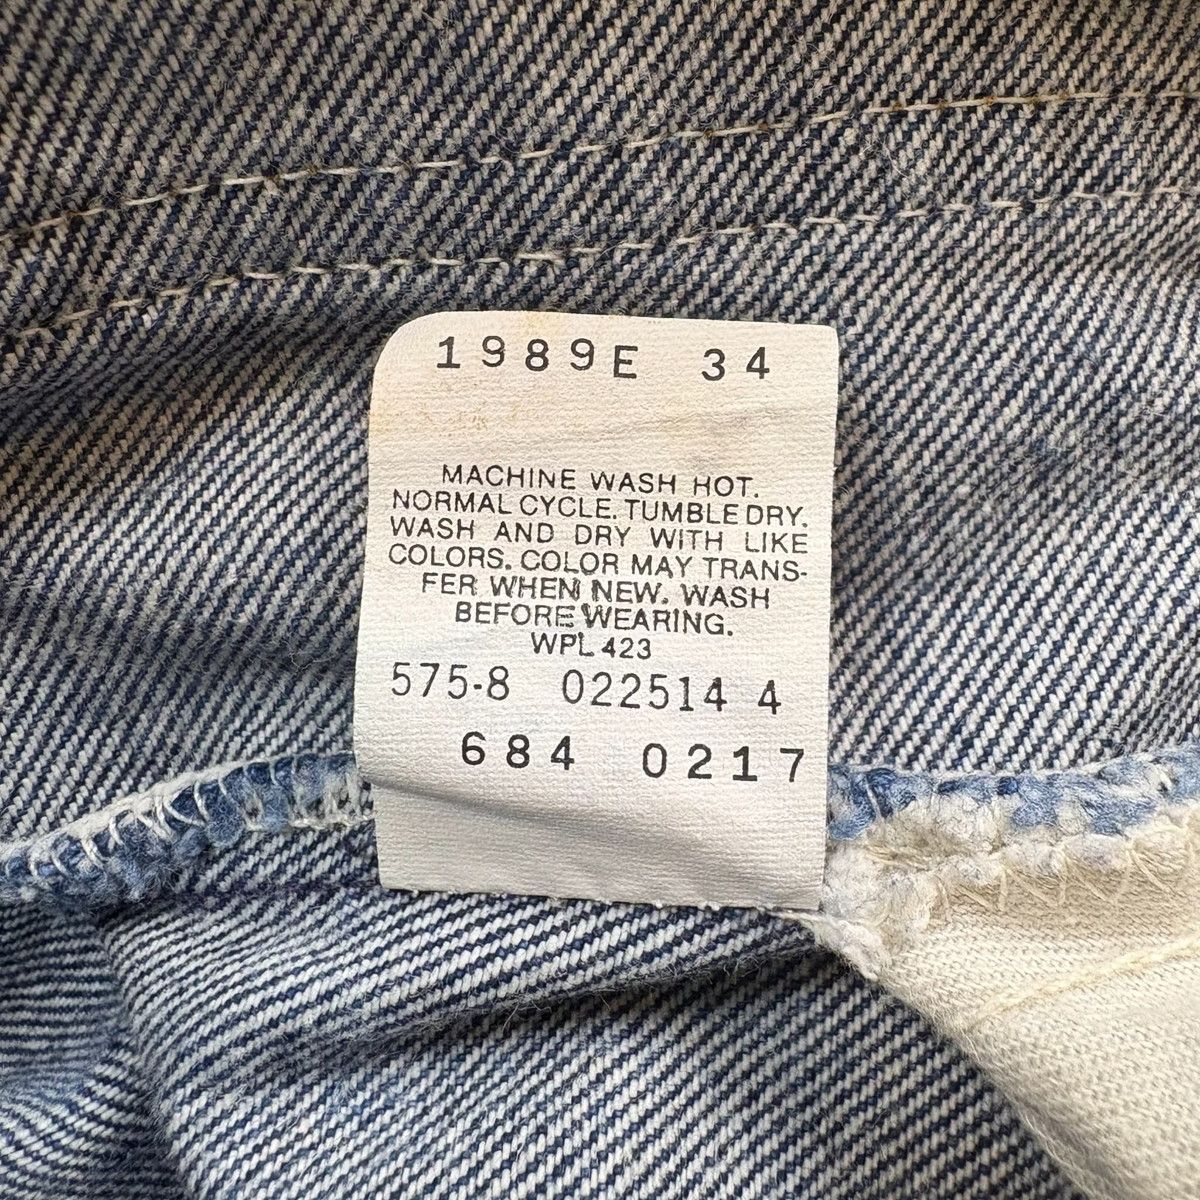 1989E 34
MACHINE WASH HOT.
NORMAL CYCLE. TUMBLE DRY.
WASH AND DRY WITH LIKE
COLORS. COLOR MAY TRANS-
FER WHEN NEW. WASH
BEFORE WEARING.
WPL 423
575-8 022514 4
684 0217